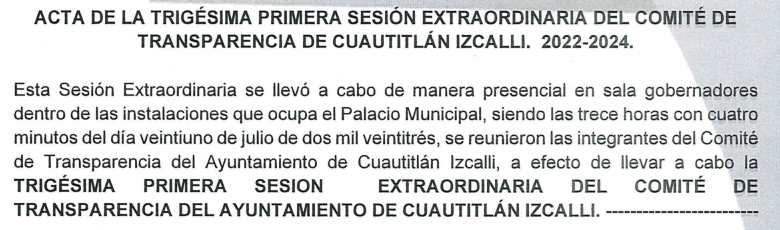 ACTA DE LA TRIGÉSIMA PRIMERA SESIÓN EXTRAORDINARIA DEL COMITÉ DE
TRANSPARENCIA DE CUAUTITLÁN IZCALLI. 2022-2024.
Esta Sesión Extraordinaria se llevó a cabo de manera presencial en sala gobernadores
dentro de las instalaciones que ocupa el Palacio Municipal, siendo las trece horas con cuatro
minutos del día veintiuno de julio de dos mil veintitrés, se reunieron las integrantes del Comité
de Transparencia del Ayuntamiento de Cuautitlán Izcalli, a efecto de llevar a cabo la
TRIGÉSIMA PRIMERA SESION EXTRAORDINARIA DEL COMITÉ DE
TRANSPARENCIA DEL AYUNTAMIENTO DE CUAUTITLÁN IZCALLI. -------------------------